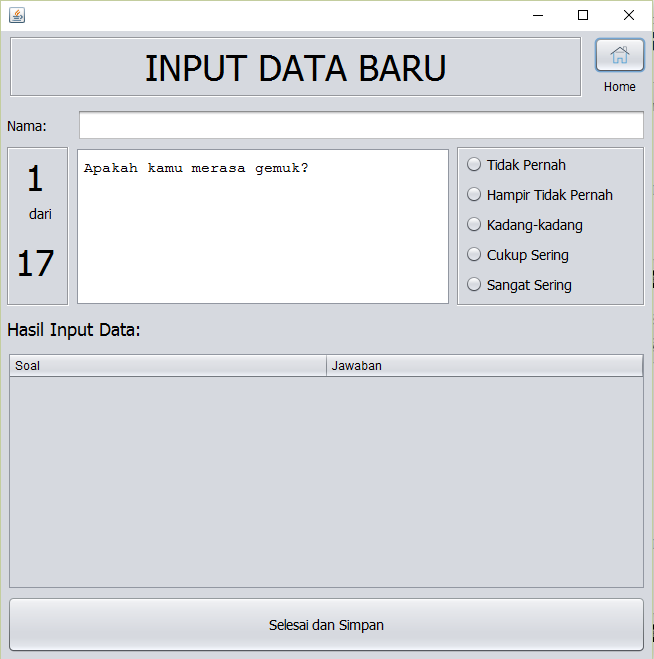 INPUT DATA BARU
Home
Nama:
1
dari
17
Apakah kamu merasa gemuk?
Tidak Pernah
Hampir Tidak Pernah
Kadang-kadang
Cukup Sering
Sangat Sering
Hasil Input Data:
Soal Jawaban
Selesai dan Simpan